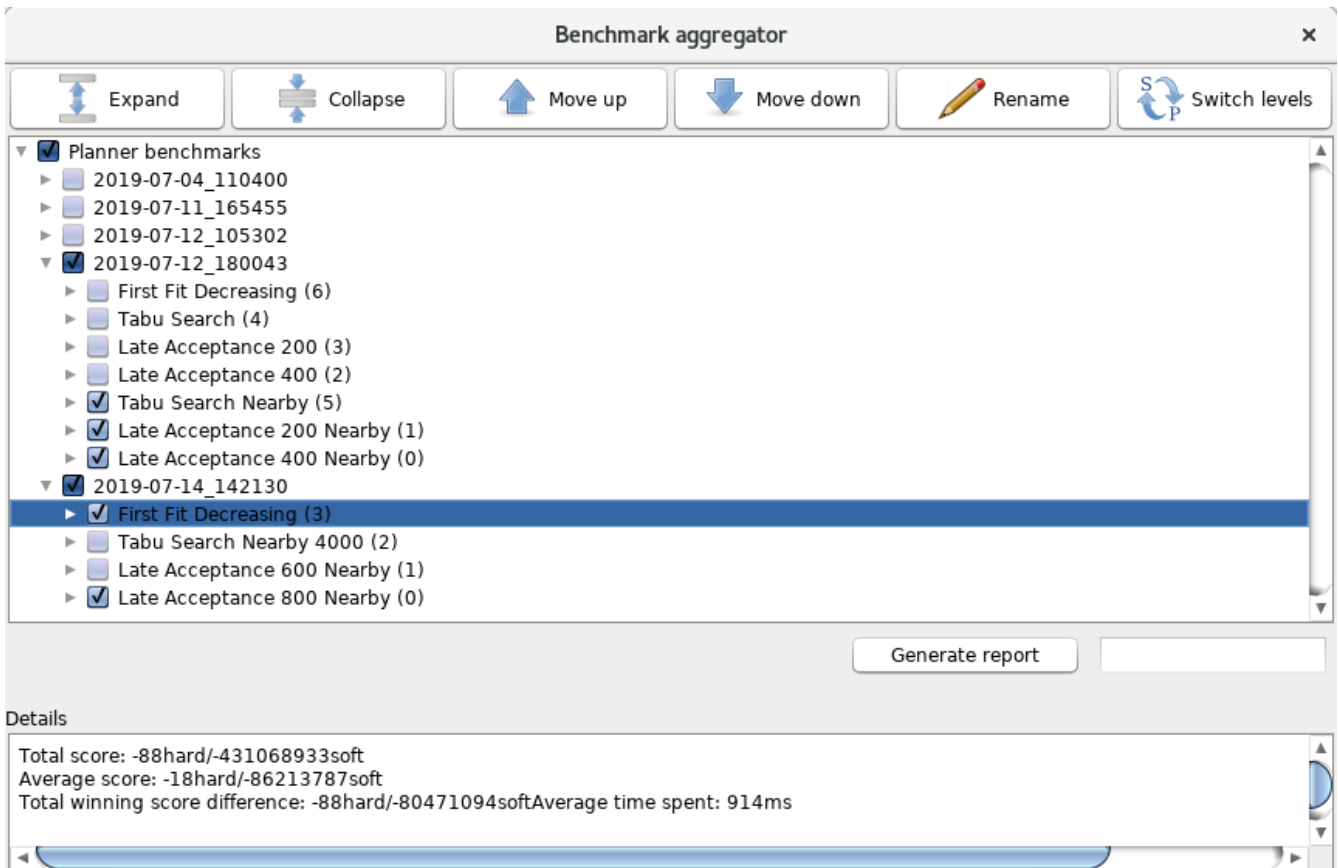 Benchmark aggregator
Expand Collapse Move up Move down Rename S P Switch levels
Planner benchmarks
2019-07-04_110400
2019-07-11_165455
2019-07-12_105302
2019-07-12_180043
First Fit Decreasing (6)
Tabu Search (4)
Late Acceptance 200 (3)
Late Acceptance 400 (2)
Tabu Search Nearby (5)
Late Acceptance 200 Nearby (1)
Late Acceptance 400 Nearby (0)
2019-07-14_142130
First Fit Decreasing (3)
Tabu Search Nearby 4000 (2)
Late Acceptance 600 Nearby (1)
Late Acceptance 800 Nearby (0)
Generate report
Details
Total score: -88hard/-431068933soft
Average score: -18hard/-86213787soft
Total winning score difference: -88hard/-80471094softAverage time spent: 914ms